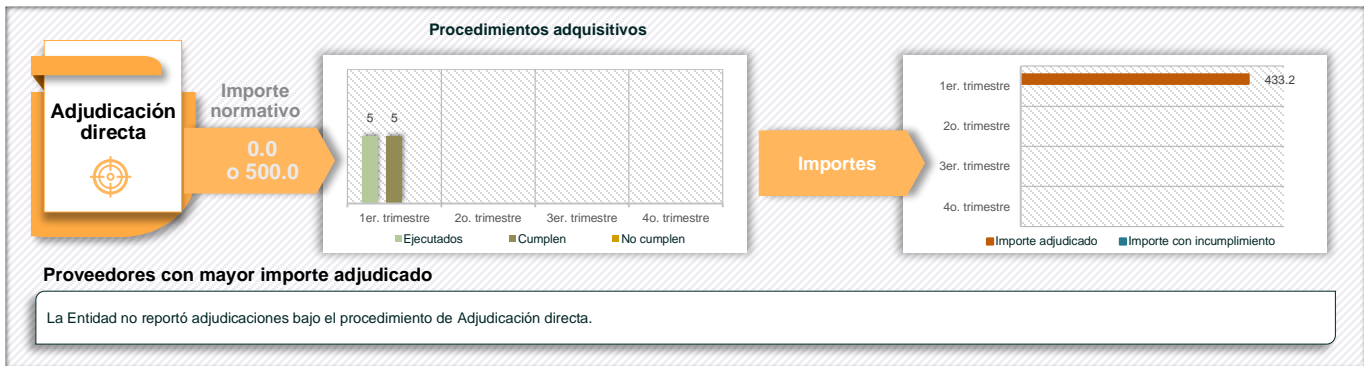 Procedimientos adquisitivos
Adjudicación
directa
Importe
normativo
0.0
o 500.0
5 5
1er. trimestre 2o. trimestre 3er. trimestre 4o. trimestre
Ejecutados Cumplen No cumplen
Importes
1er. trimestre
433.2
2o. trimestre
3er. trimestre
4o. trimestre
Importe adjudicado Importe con incumplimiento
Proveedores con mayor importe adjudicado
La Entidad no reportó adjudicaciones bajo el procedimiento de Adjudicación directa.